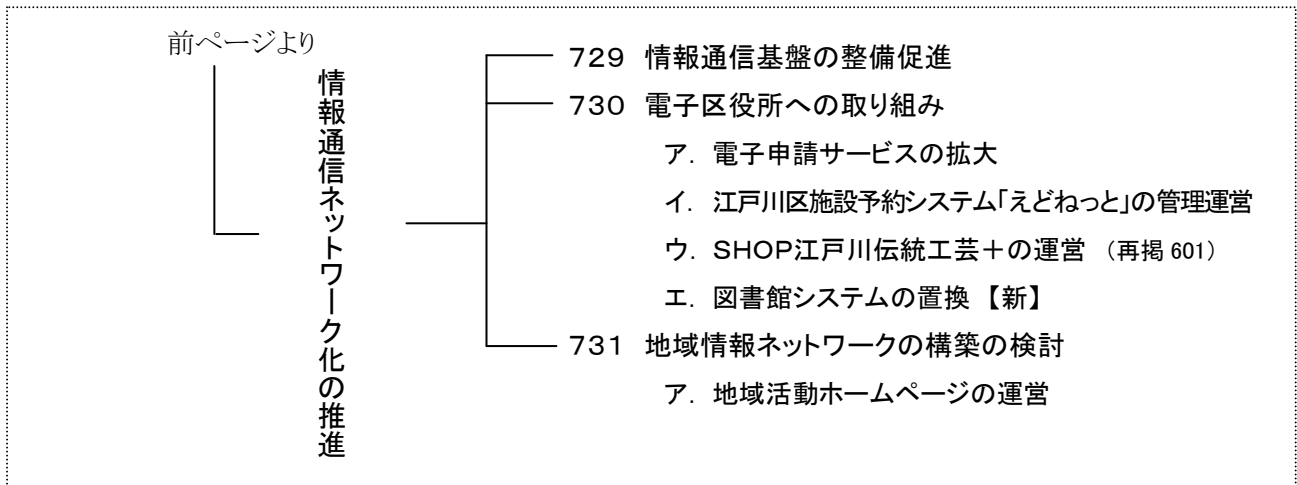 前ページより
情報通信ネットワーク化の推進
729 情報通信基盤の整備促進
730 電子区役所への取り組み
ア．電子申請サービスの拡大
イ．江戸川区施設予約システム「えどねっと」の管理運営
ウ．SHOP江戸川伝統工芸＋の運営 （再掲 601）
エ．図書館システムの置換 【新】
731 地域情報ネットワークの構築の検討
ア．地域活動ホームページの運営